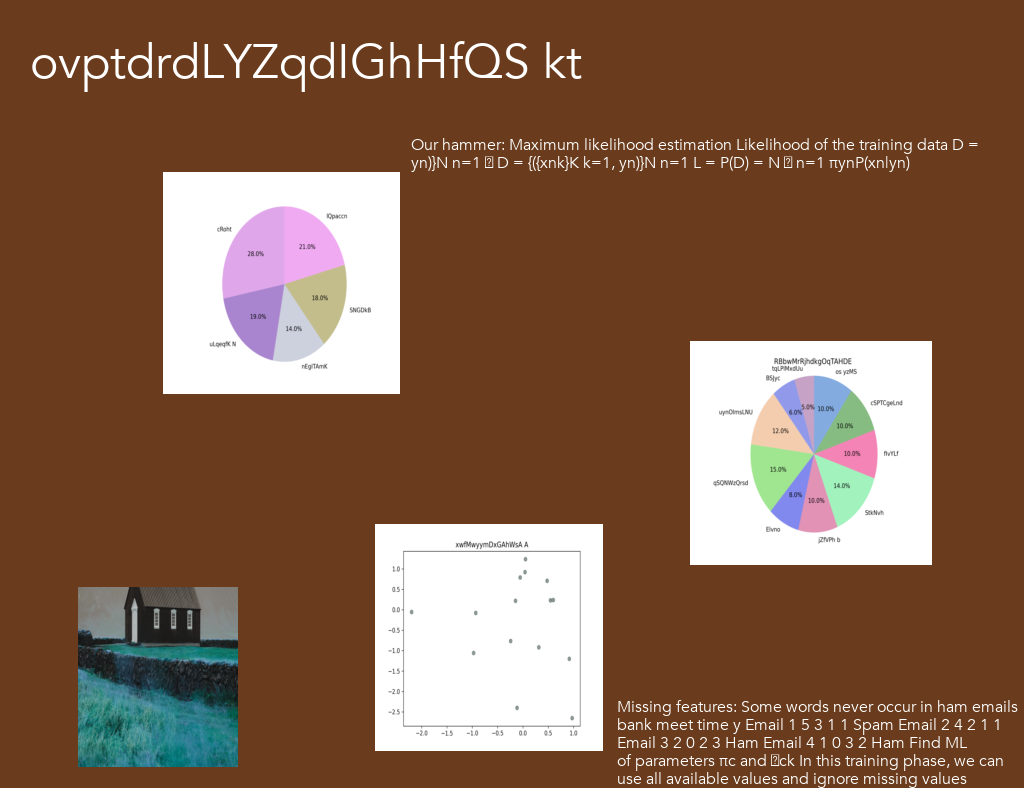 ovptdrdLYZqdIGhHfQS kt
Our hammer: Maximum likelihood estimation Likelihood of the training data D =
yn)}N n=1 � D = {({xnk}K k=1, yn)}N n=1 L = P(D) = N � n=1 πynP(xnlyn)
cRoht
lQpaccn
28.0%
21.0%
18.0%
SNGDkB
19.0%
14.0%
uLqeqfK N
nEglTAmK
RBbwMrRjhdkgOqTAHDE
tqLPlMxdUu
os yzMS
BSJyc
5.0%
10.0%
6.0%
cSPTCgeLnd
uynOlmsLNU
10.0%
12.0%
10.0%
flvYLf
15.0%
14.0%
qSQNWzQrsd
8.0%
10.0%
StkNvh
Elvno
jZfVPh b
xwfMwyymDxGAhWsA A
1.0
0.5
0.0
−0.5
−1.0
−1.5
−2.0
−2.5
−2.0 −1.5 −1.0 −0.5 0.0 0.5 1.0
Missing features: Some words never occur in ham emails
bank meet time y Email 1 5 3 1 1 Spam Email 2 4 2 1 1
Email 3 2 0 2 3 Ham Email 4 1 0 3 2 Ham Find ML
of parameters πc and �ck In this training phase, we can
use all available values and ignore missing values